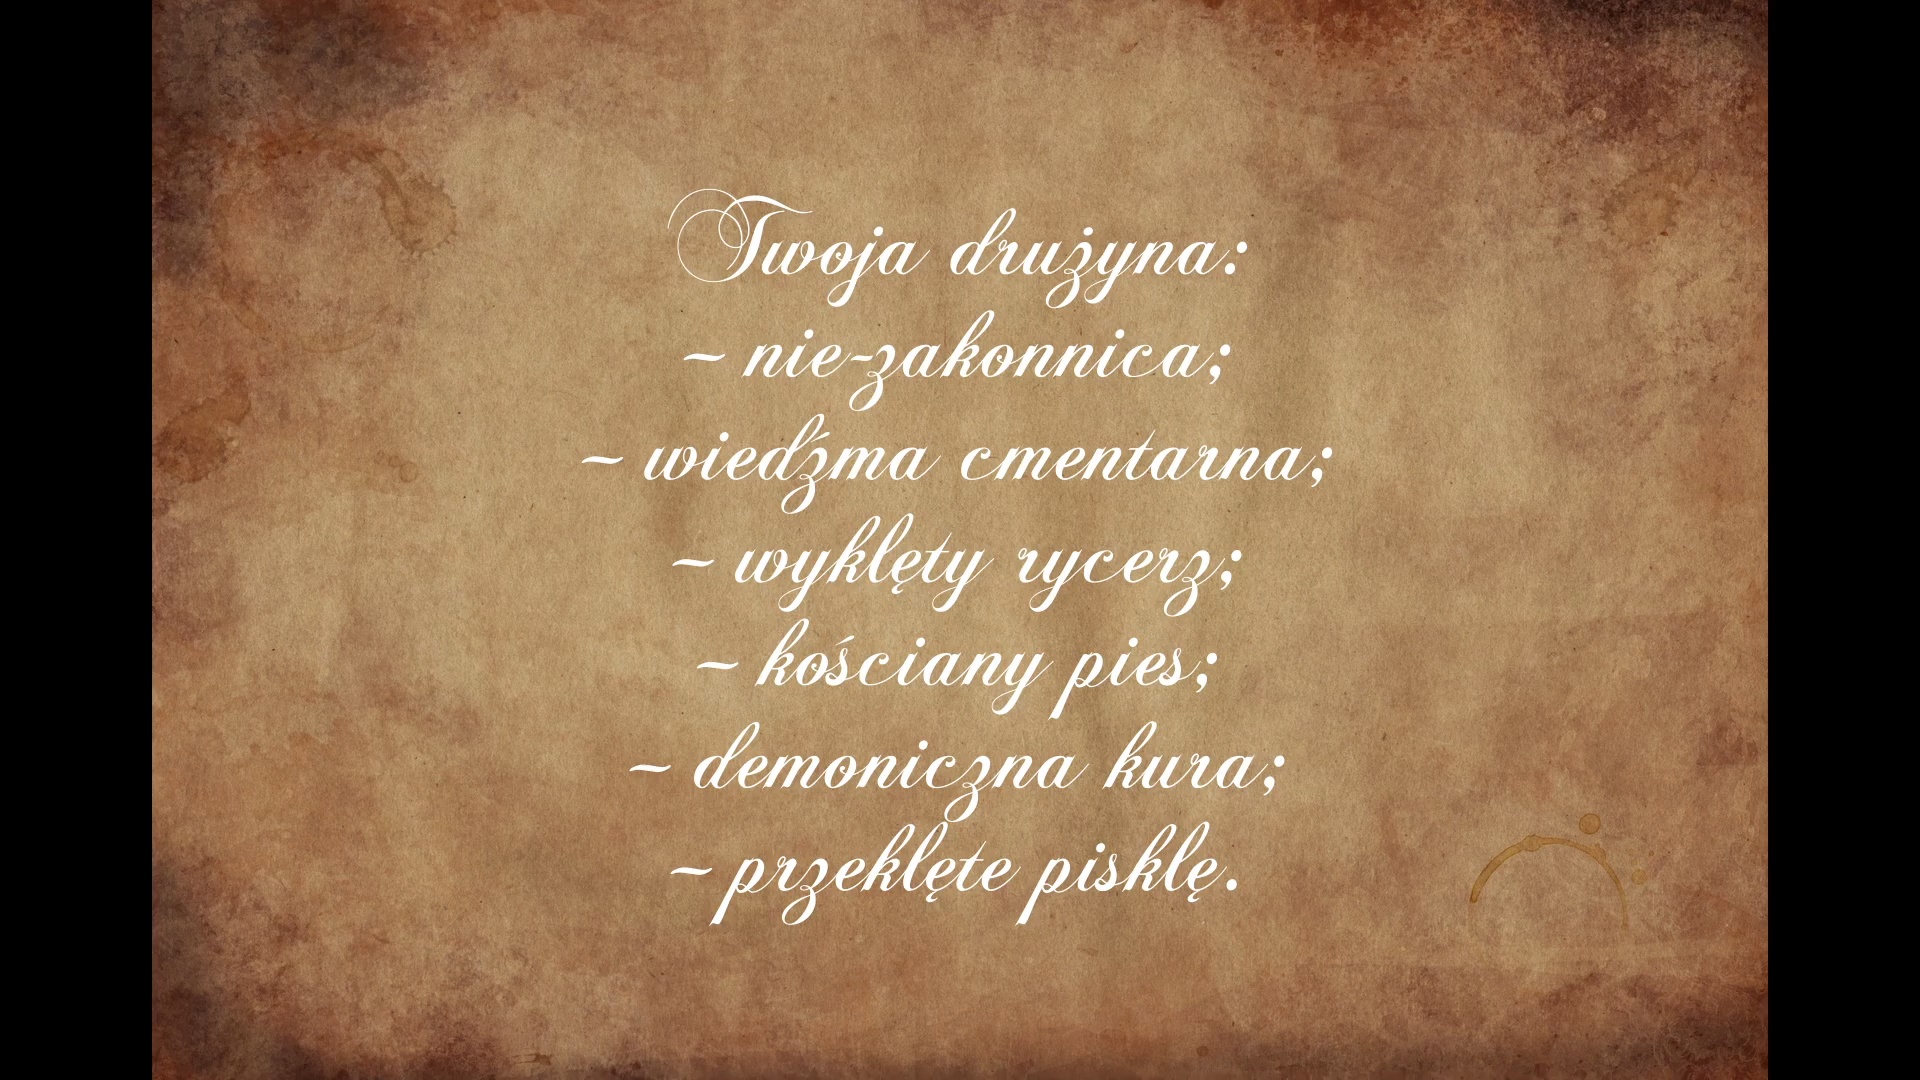 Twoja drużyna:
~ nie-zakonnica;
~ wiedźma cmentarna;
~ wyklęty rycerz;
~ kościany pies;
~ demoniczna kura;
~ przeklęte pisklę.